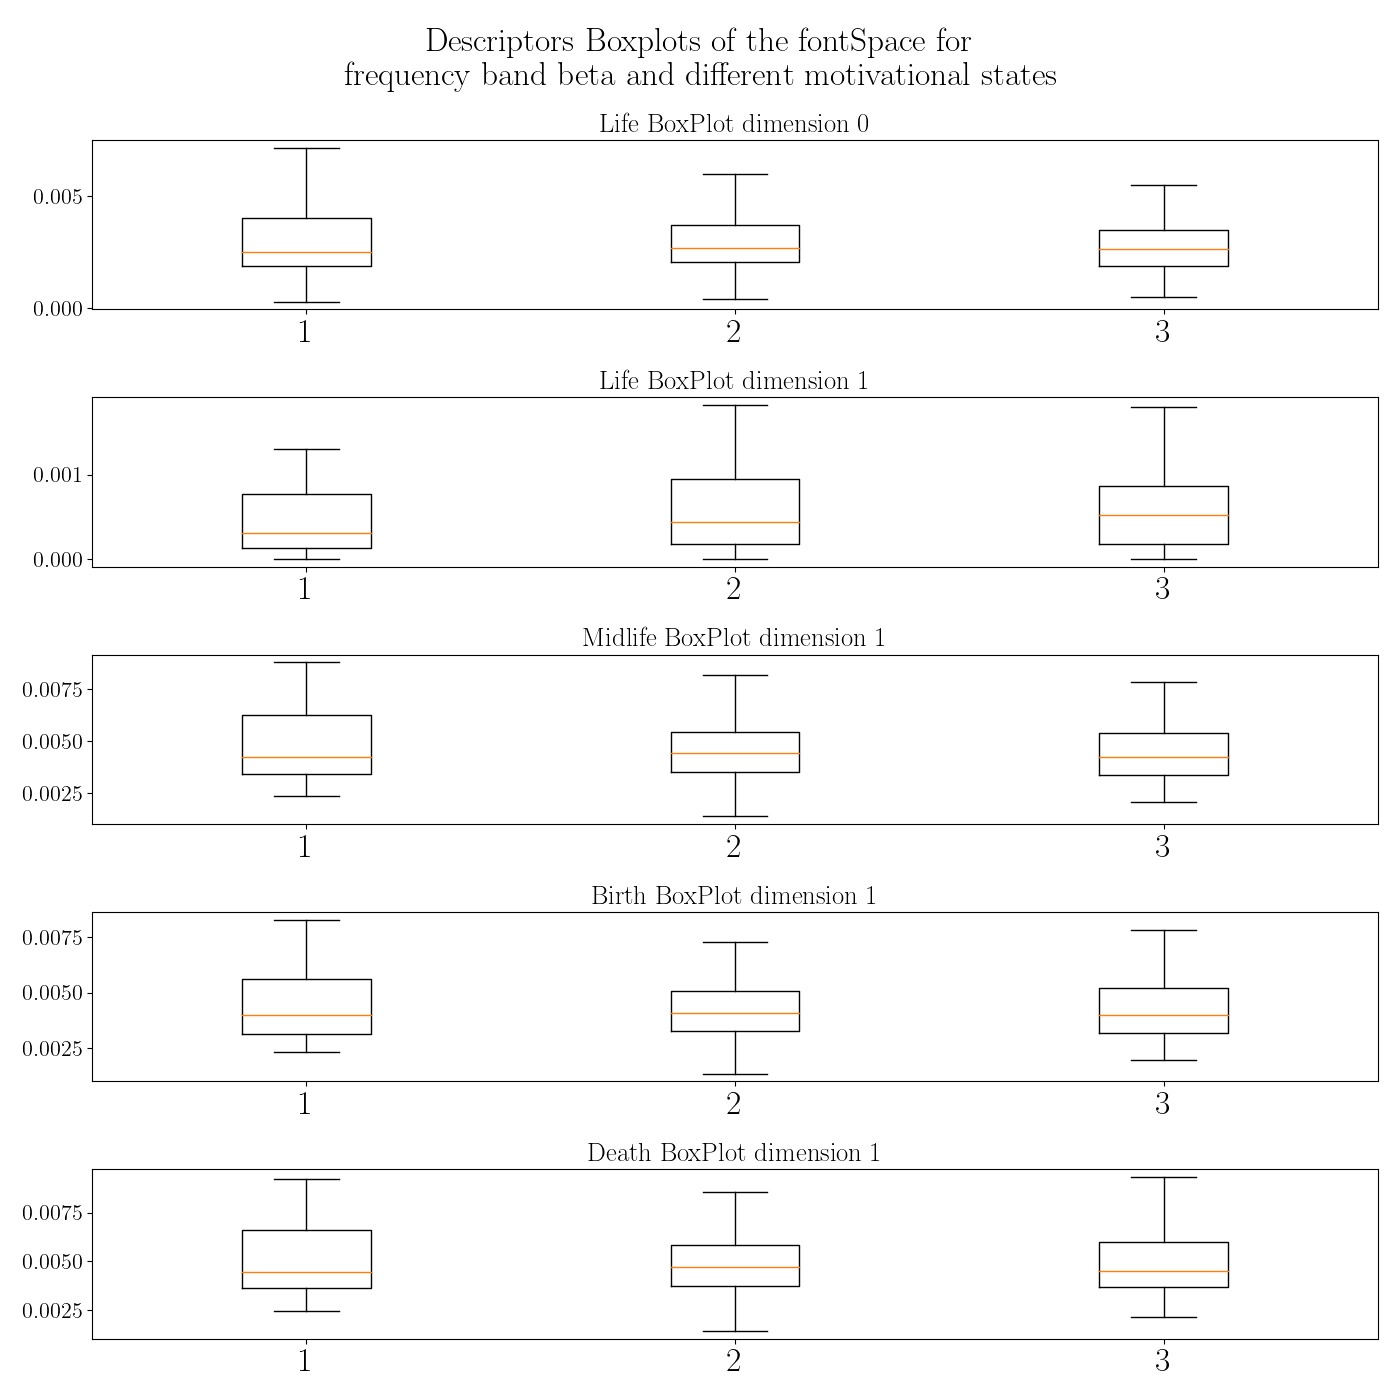 Descriptors Boxplots of the fontSpace for
frequency band beta and different motivational states
Life BoxPlot dimension 0
0.005
0.000
1 2 3
Life BoxPlot dimension 1
0.001
0.000
1 2 3
Midlife BoxPlot dimension 1
0.0075
0.0050
0.0025
1 2 3
Birth BoxPlot dimension 1
0.0075
0.0050
0.0025
1 2 3
Death BoxPlot dimension 1
0.0075
0.0050
0.0025
1 2 3